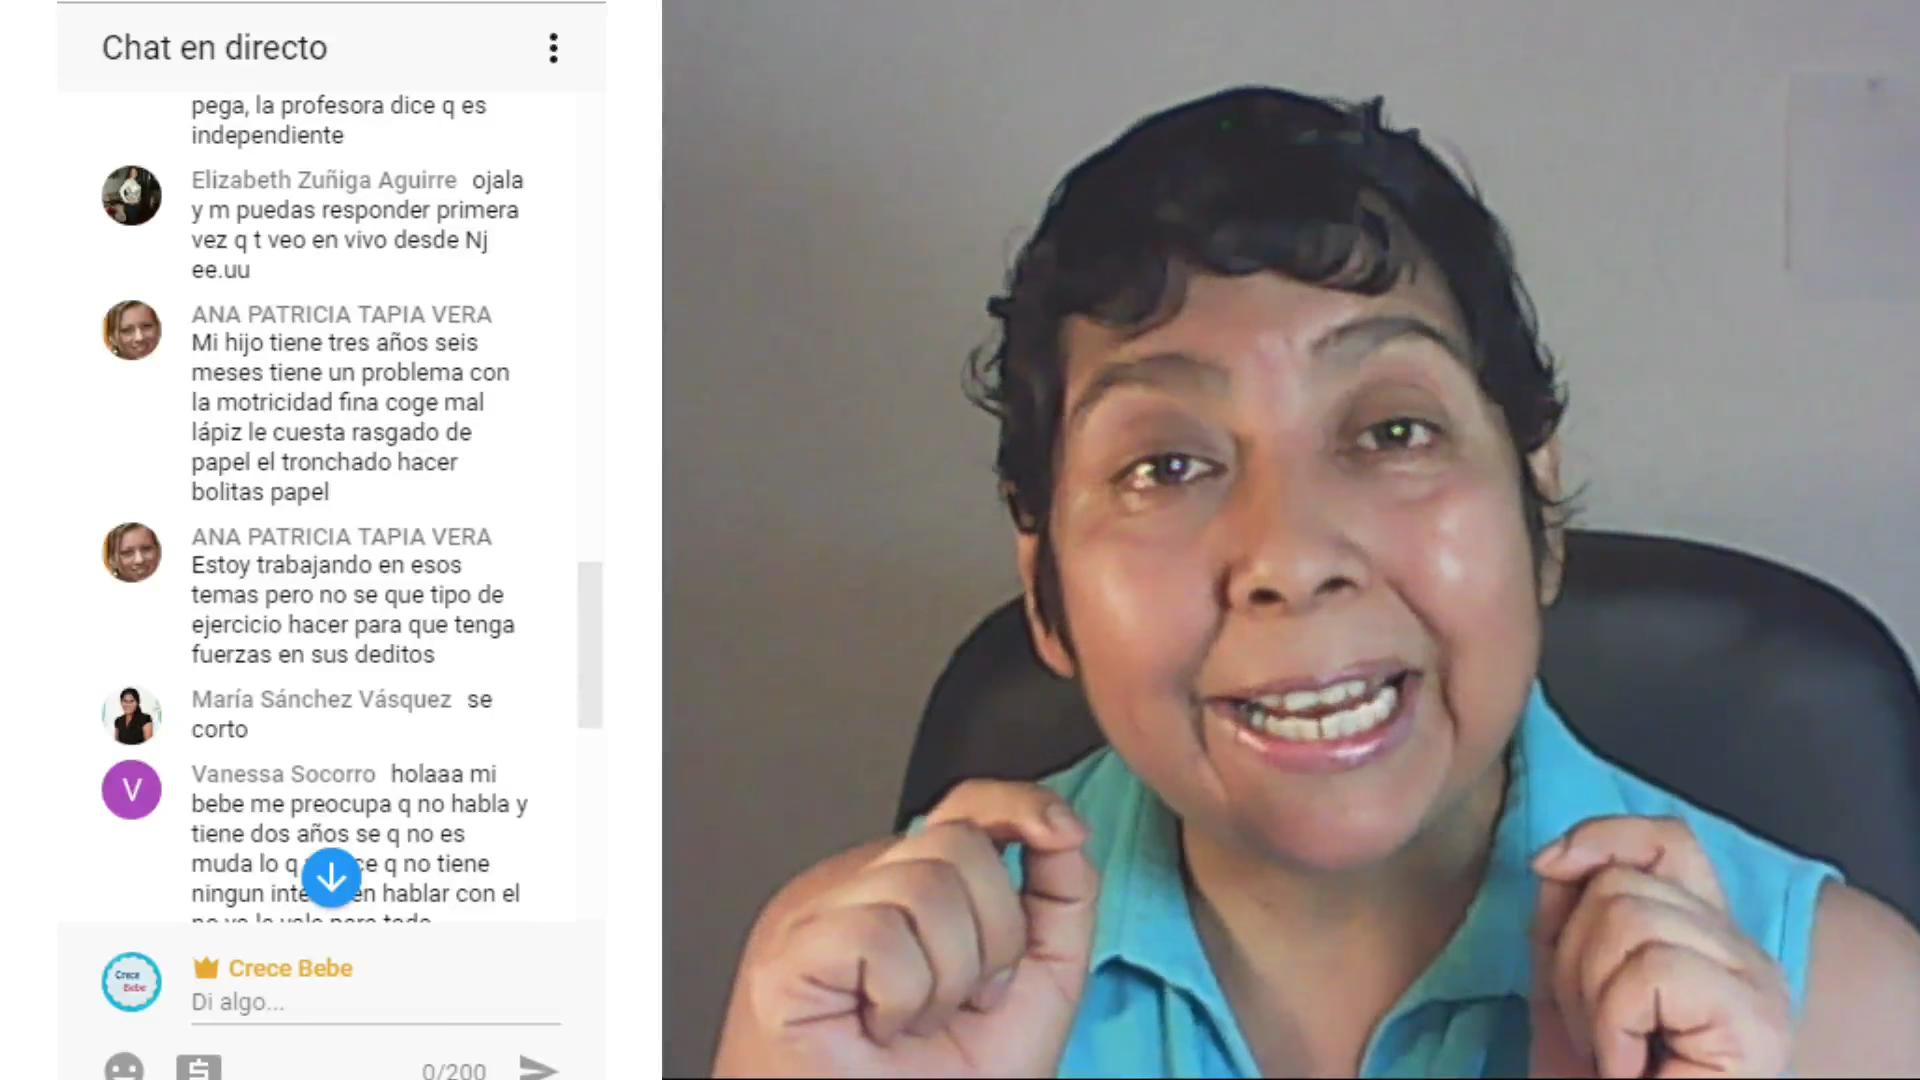 Chat en directo
pega, la profesora dice q es
independiente
Elizabeth Zuñiga Aguirre ojala
y m puedas responder primera
vez q t veo en vivo desde Nj
ee.uu
ANA PATRICIA TAPIA VERA
Mi hijo tiene tres años seis
meses tiene un problema con
la motricidad fina coge mal
lápiz le cuesta rasgado de
papel el tronchado hacer
bolitas papel
ANA PATRICIA TAPIA VERA
Estoy trabajando en esos
temas pero no se que tipo de
ejercicio hacer para que tenga
fuerzas en sus deditos
María Sánchez Vásquez se
corto
V
Vanessa Socorro holaaa mi
bebe me preocupa q no habla y
tiene dos años se q no es
muda lo q q no tiene
ningun en hablar con el
Crece
Bebe
Crece Bebe
Di algo...
0/200